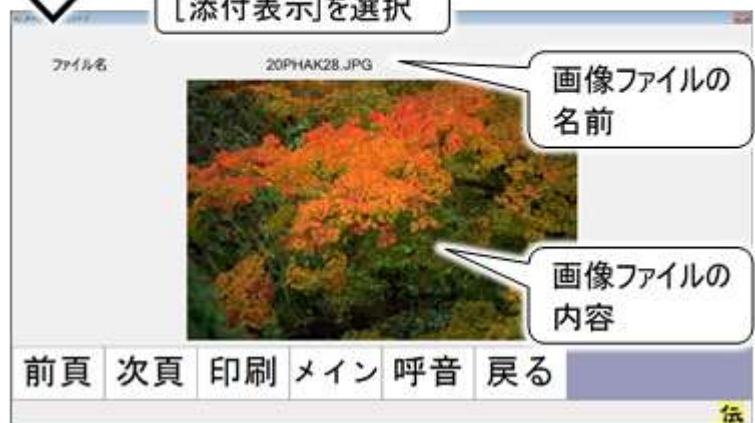 [添付表示]を選択
ファイル名 20PHAK28.JPG
画像ファイルの
名前
画像ファイルの
内容
前頁 次頁 印刷 メイン 呼音 戻る
伝